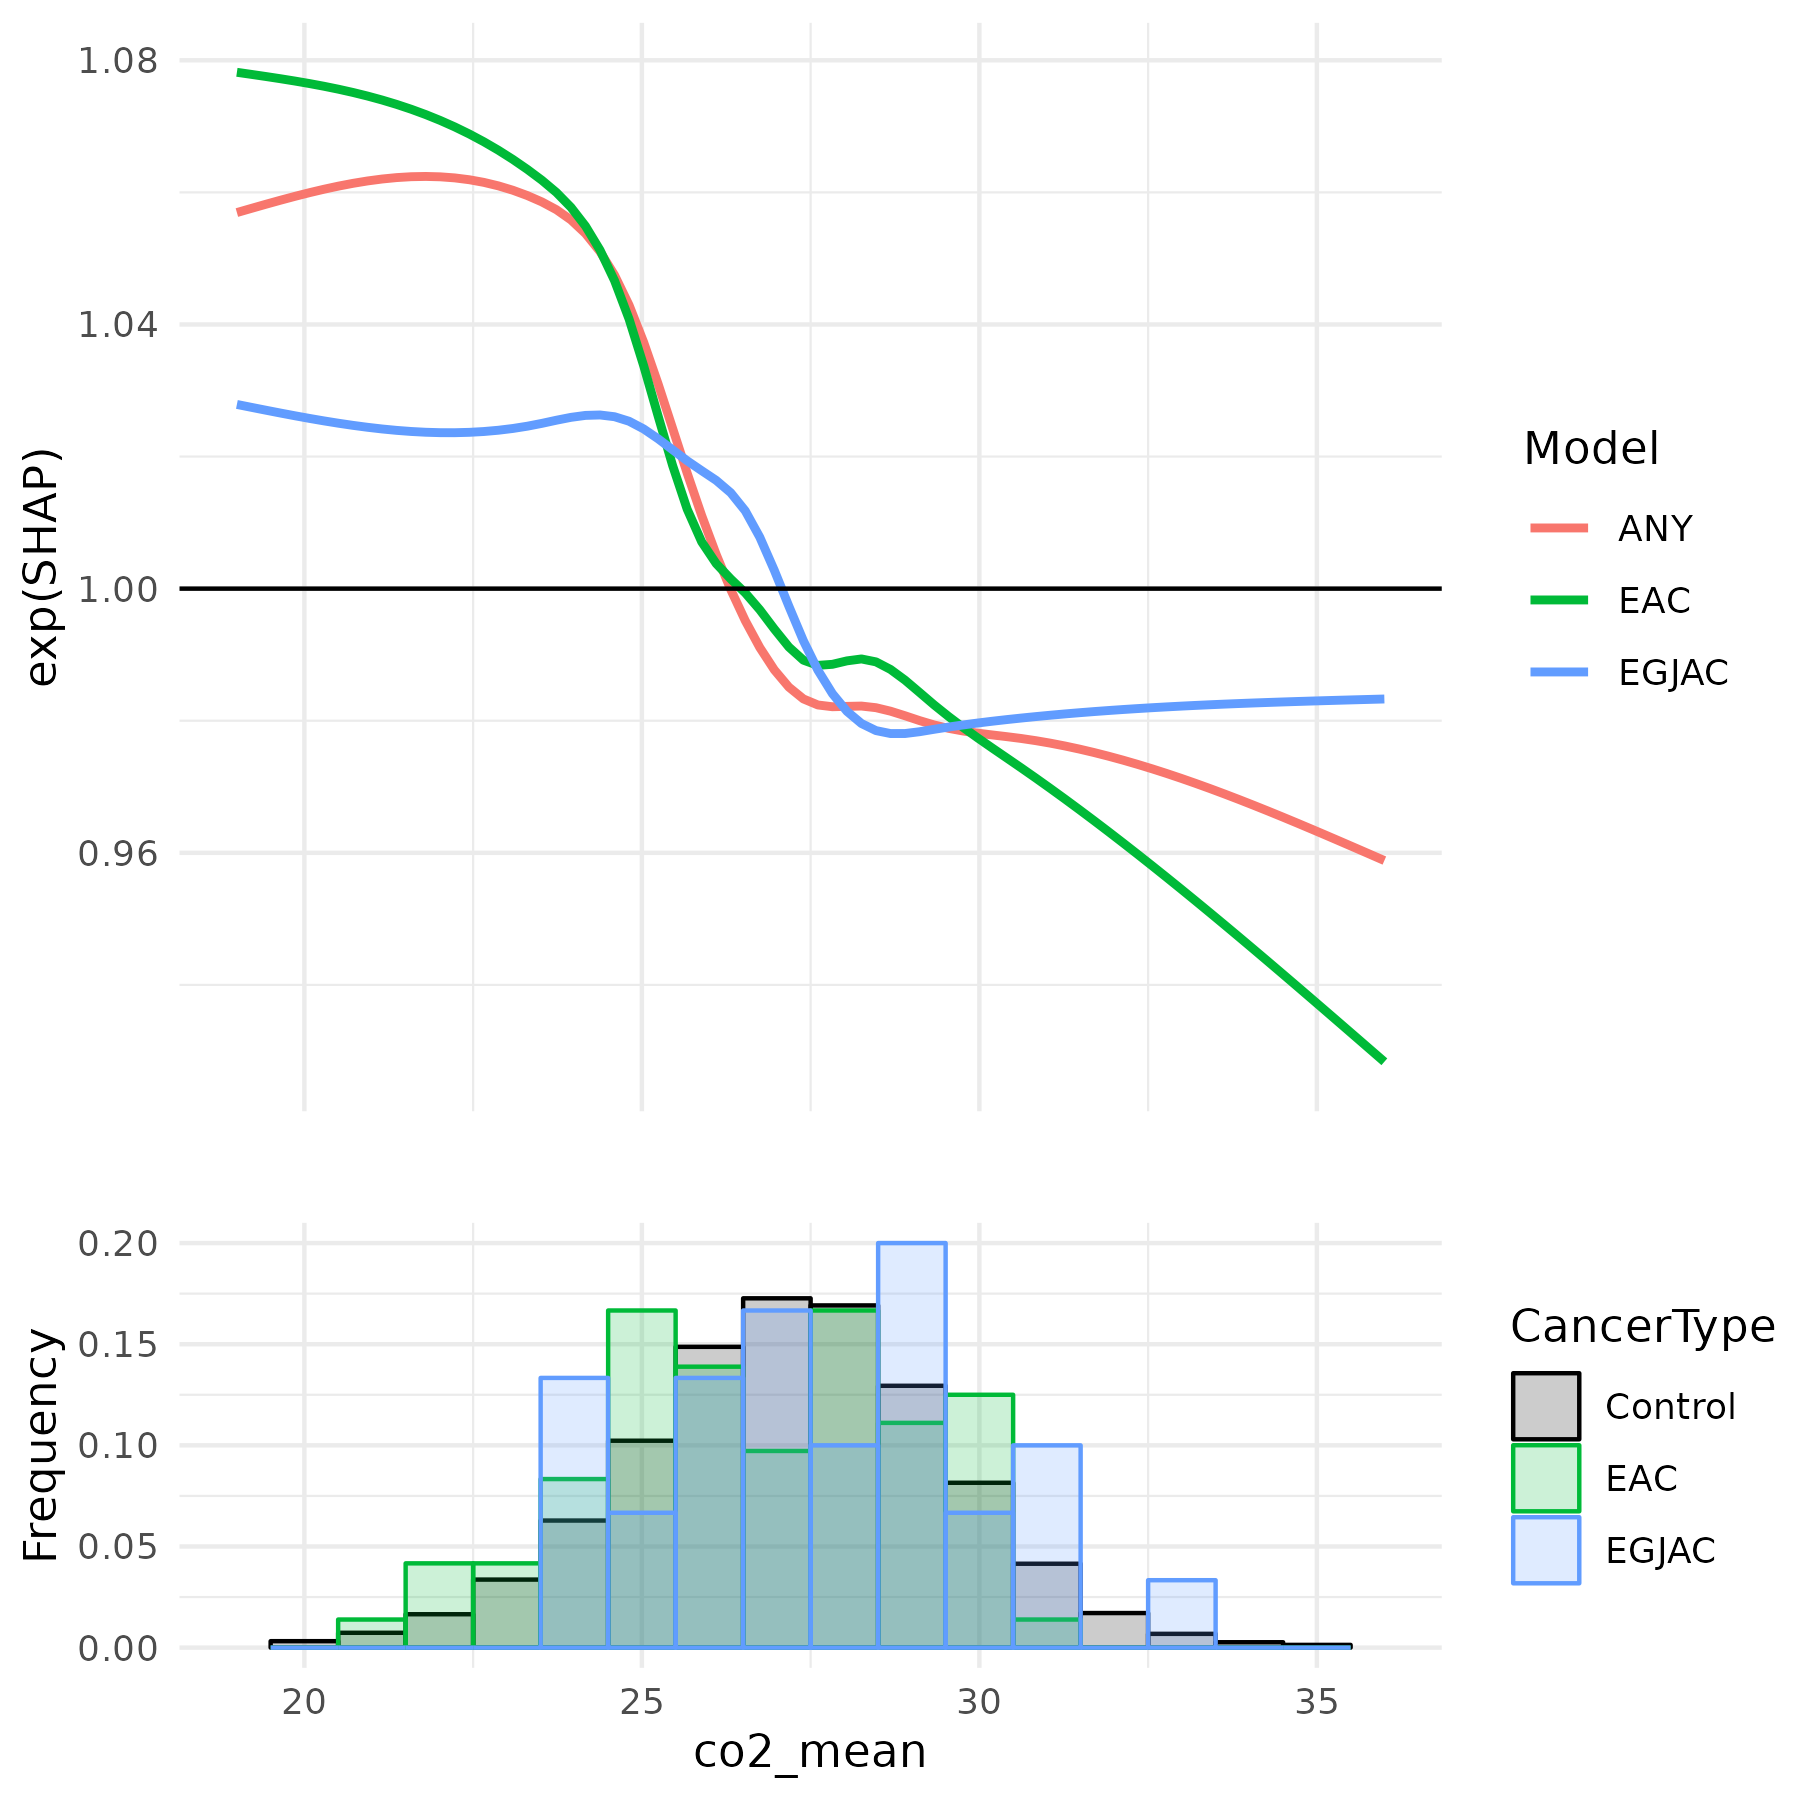 1.08
1.04
1.00
0.96
exp(SHAP)
Model
ANY
EAC
EGJAC
0.20
0.15
0.10
0.05
0.00
Frequency
20 25 30 35
co2_mean
CancerType
Control
EAC
EGJAC